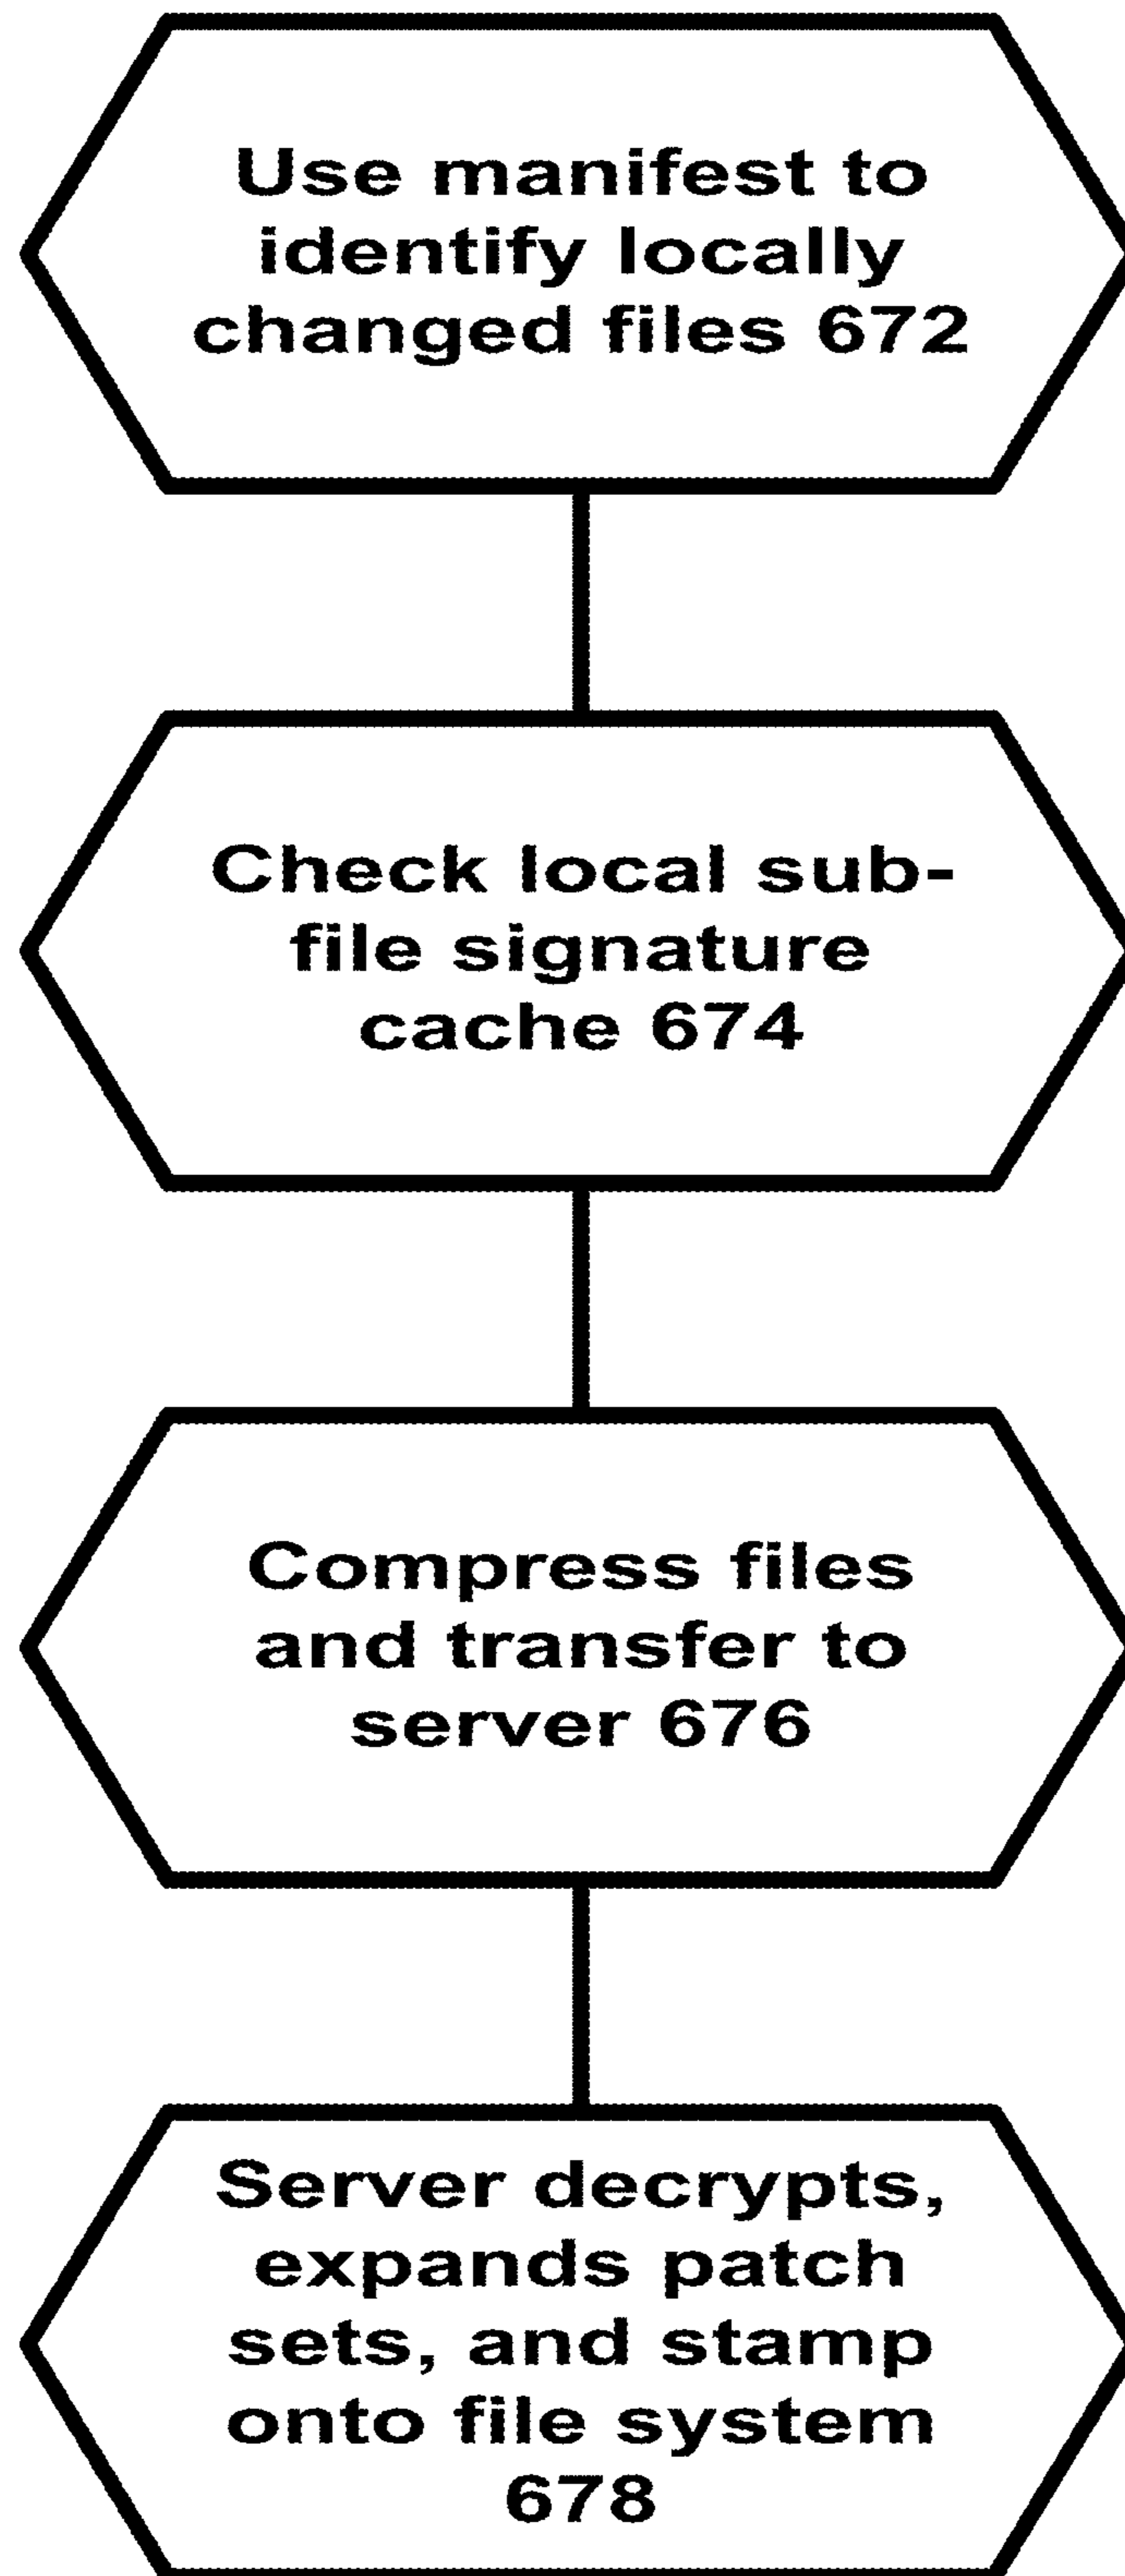 Use manifest to
identify locally
changed files 672
Check local sub-
file signature
cache 674
Compress files
and transfer to
server 676
Server decrypts,
expands patch
sets, and stamp
onto file system
678